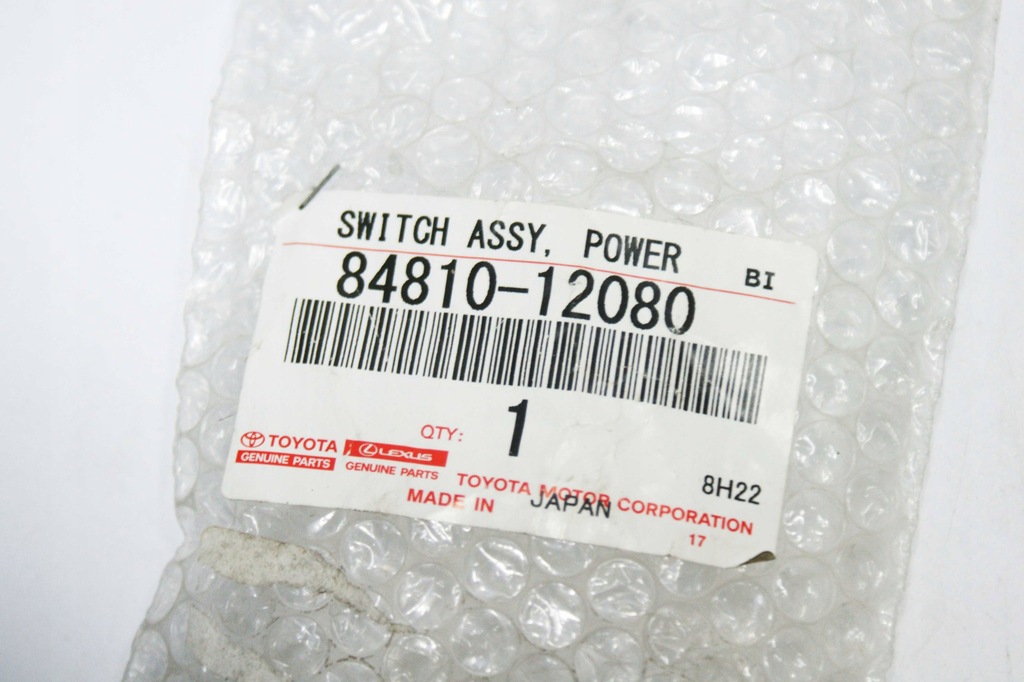 SWITCH ASSY, POWER BI
84810-12080
QTY: 1
TOYOTA LEXUS
GENUINE PARTS GENUINE PARTS
8H22
TOYOTA MOTOR CORPORATION
MADE IN JAPAN
17